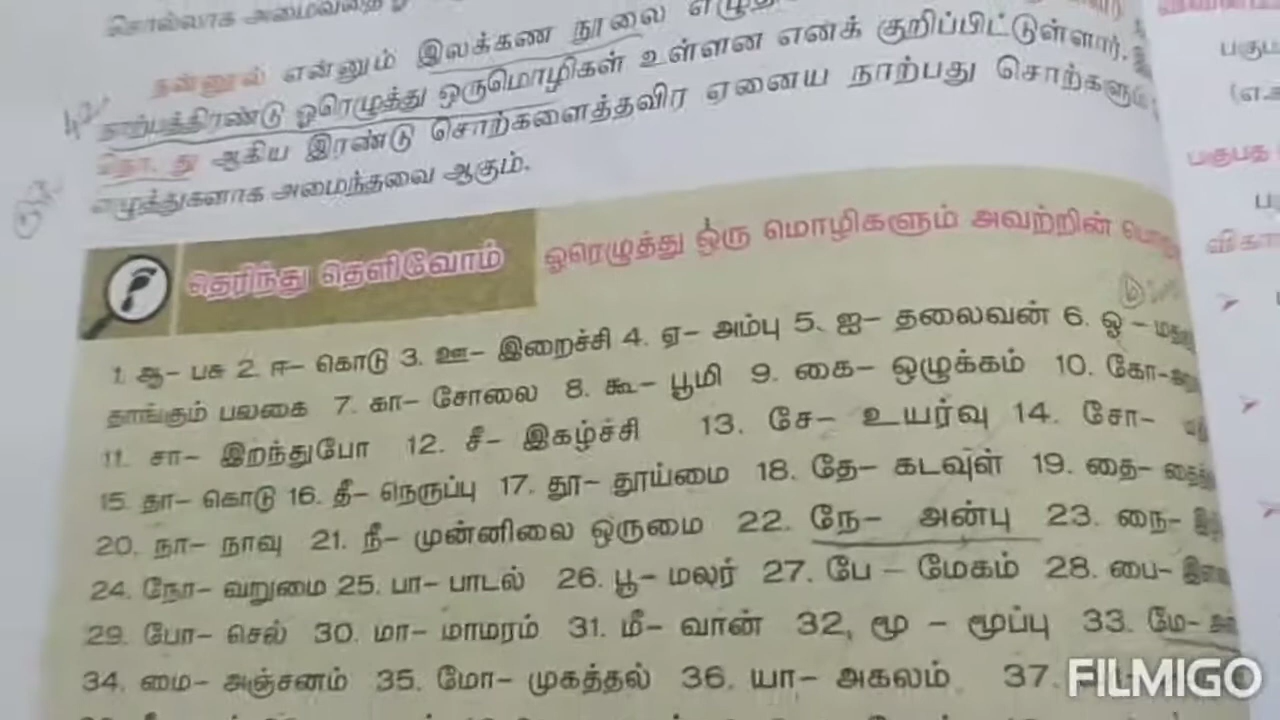 சொல்லாக
நன்னூல் என்னும் இலக்கண நூலை
நாற்பத்திரண்டு ஓரெழுத்து ஒருமொழிகள் உள்ளன எனக் குறிப்பிட்டுள்ளார்.
நொ, து ஆகிய இரண்டு சொற்களைத்தவிர ஏனைய நாற்பது சொற்களும்
எழுத்துகளாக அமைந்தவை ஆகும்.
42
தெரிந்து தெளிவோம்
ஓரெழுத்து ஒரு மொழிகளும் அவற்றின்
1. ஆ– பசு 2. ஈ– கொடு 3. ஊ– இறைச்சி 4. ஏ– அம்பு 5. ஐ– தலைவன் 6. ஓ –
தாங்கும் பலகை 7. கா– சோலை 8. கூ– பூமி 9. கை– ஒழுக்கம் 10. கோ–
11. சா– இறந்துபோ 12. சீ– இகழ்ச்சி 13. சே– உயர்வு 14. சோ–
15. தா– கொடு 16. தீ– நெருப்பு 17. தூ– தூய்மை 18. தே– கடவுள் 19. தை–
20. நா– நாவு 21. நீ– முன்னிலை ஒருமை 22. நே– அன்பு 23. நை–
24. நோ– வறுமை 25. பா– பாடல் 26. பூ– மலர் 27. பே – மேகம் 28. பை–
29. போ– செல் 30. மா– மாமரம் 31. மீ– வான் 32, மூ – மூப்பு 33. மே–
34. மை– அஞ்சனம் 35. மோ– முகத்தல் 36. யா– அகலம் 37.
பகுபத
FILMIGO